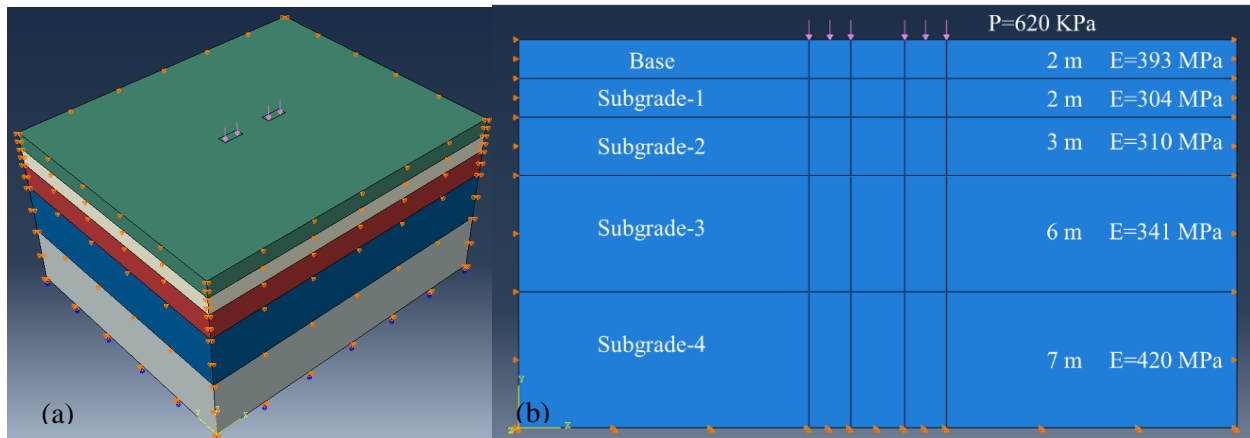 (a)
Z
Y
X
P=620 KPa
Base 2 m E=393 MPa
Subgrade-1 2 m E=304 MPa
Subgrade-2 3 m E=310 MPa
Subgrade-3 6 m E=341 MPa
Subgrade-4 7 m E=420 MPa
Y
(b) X